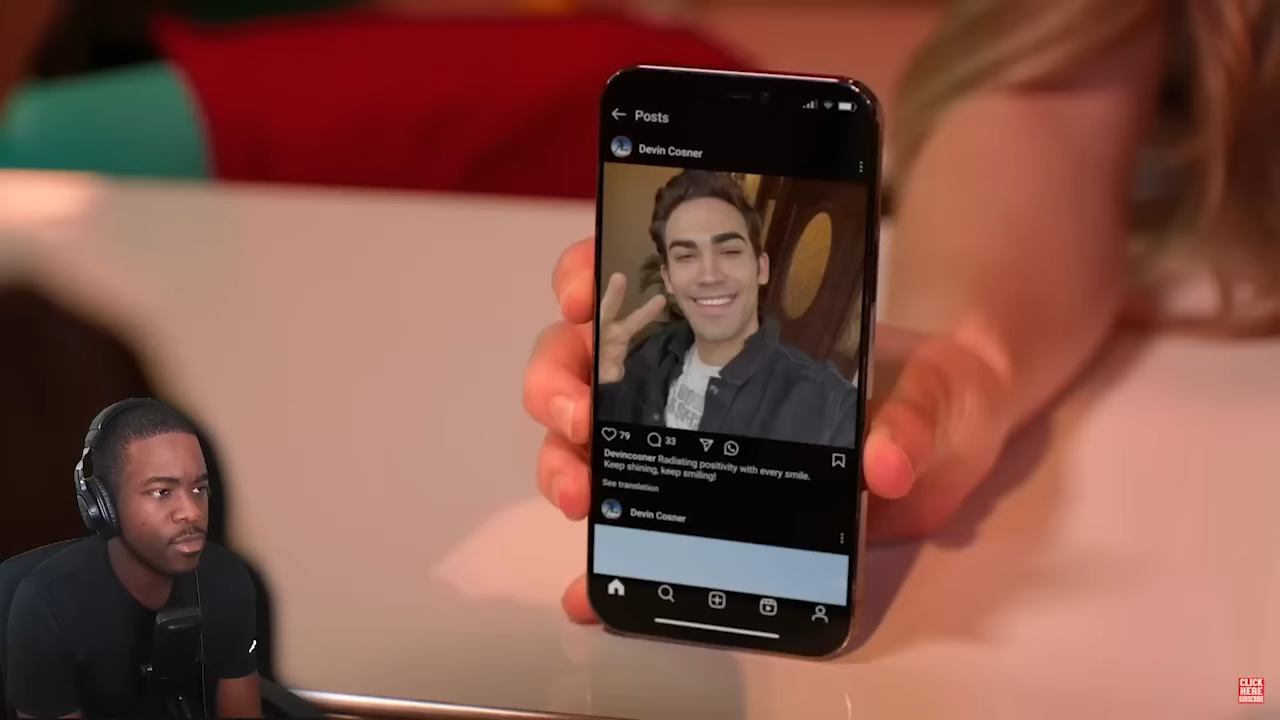 Posts
Devin Cosner
79 33
Devincosner Radiating positivity with every smile.
Keep shining, keep smiling!
See translation
Devin Cosner
CLICK
HERE
SUBSCRIBE